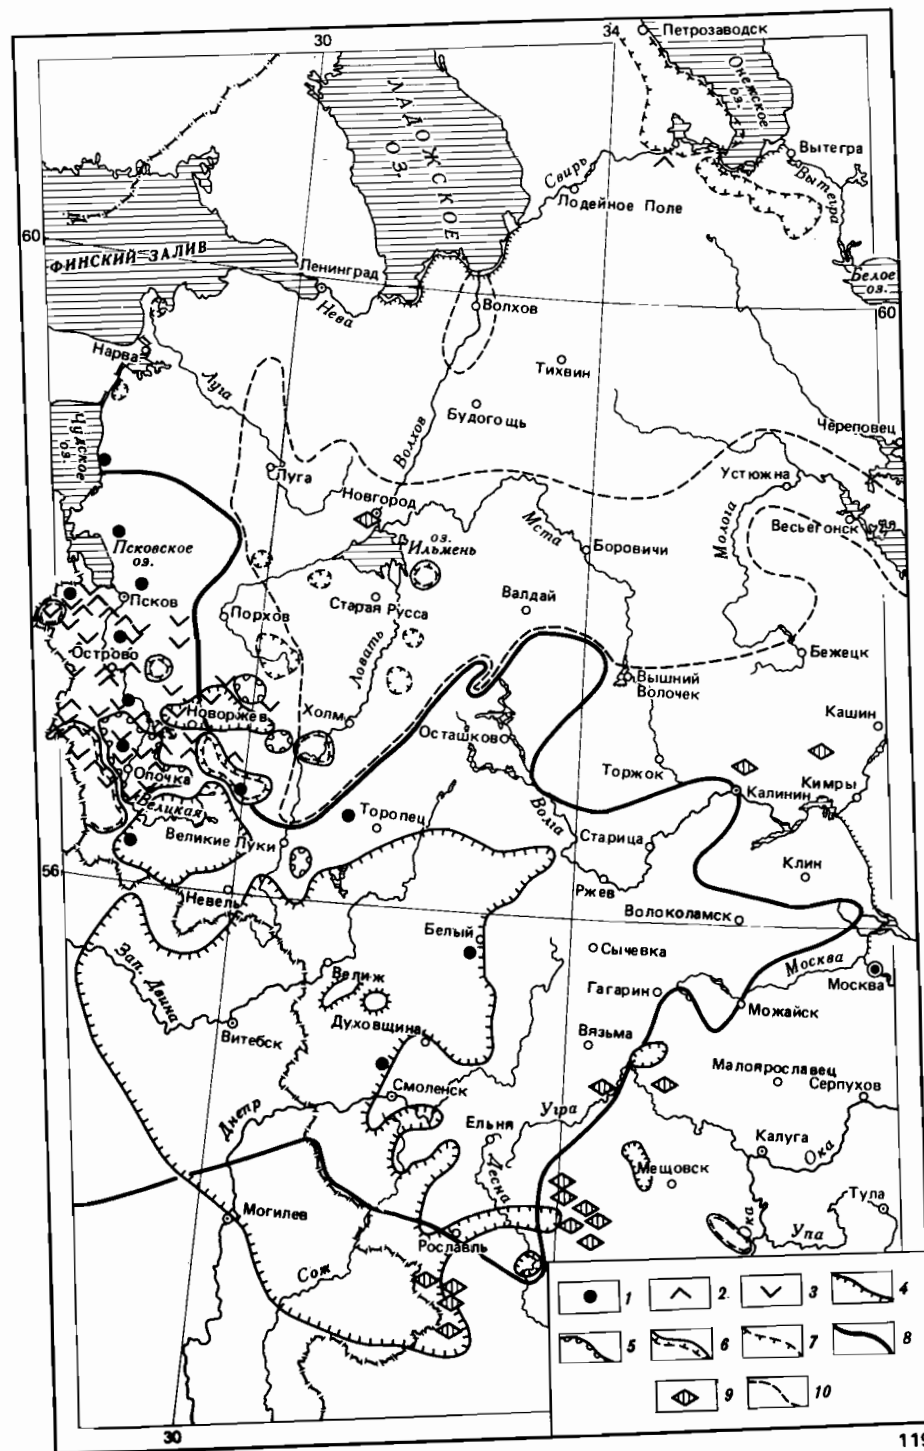 30
34
Петрозаводск
ЛАДОЖСКОЕ
ОЗ.
Онежское
оз.
Вытегра
Вытегра
Свирь
Лодейное Поле
60
ФИНСКИЙ ЗАЛИВ
Ленинград
Нева
Белое
оз.
Волхов
60
Нарва
Луга
Тихвин
Будогощь
Волхов
Чудское
оз.
Череповец
Луга
Устюжна
Новгород
Мста
Молога
Весьегонск
оз.
Ильмень
Боровичи
Псковское
оз.
Псков
Порхов
Старая Русса
Валдай
Острово
Ловать
Бежецк
Вышний
Волочек
Новоржев
Холм
Осташково
Кашин
Торжок
Опочка
Калинин
Кимры
Великая
Торопец
Волга
Великие Луки
Старица
Клин
56
Ржев
Невель
Волоколамск
Белый
Сычевка
Зап. Двина
Москва
Велиж
Гагарин
Москва
Можайск
Духовщина
Витебск
Вязьма
Малоярославец
Серпухов
Смоленск
Днепр
Угра
Ельня
Калуга
Ока
Десна
Мещовск
Тула
Могилев
Ока
Упа
Рославль
Сож
1
2
3
4
5
6
7
8
9
10
30